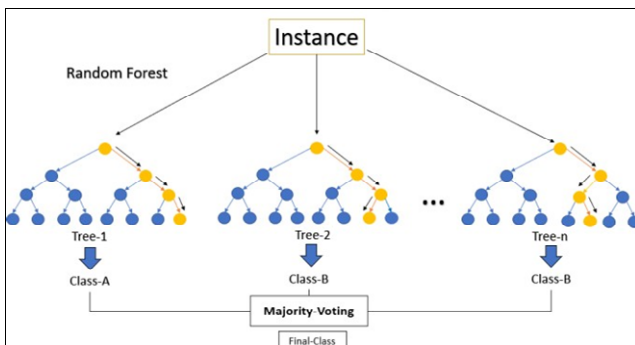 Instance
Random Forest
...
Tree-1
Tree-2
Tree-n
Class-A
Class-B
Class-B
Majority-Voting
Final-Class